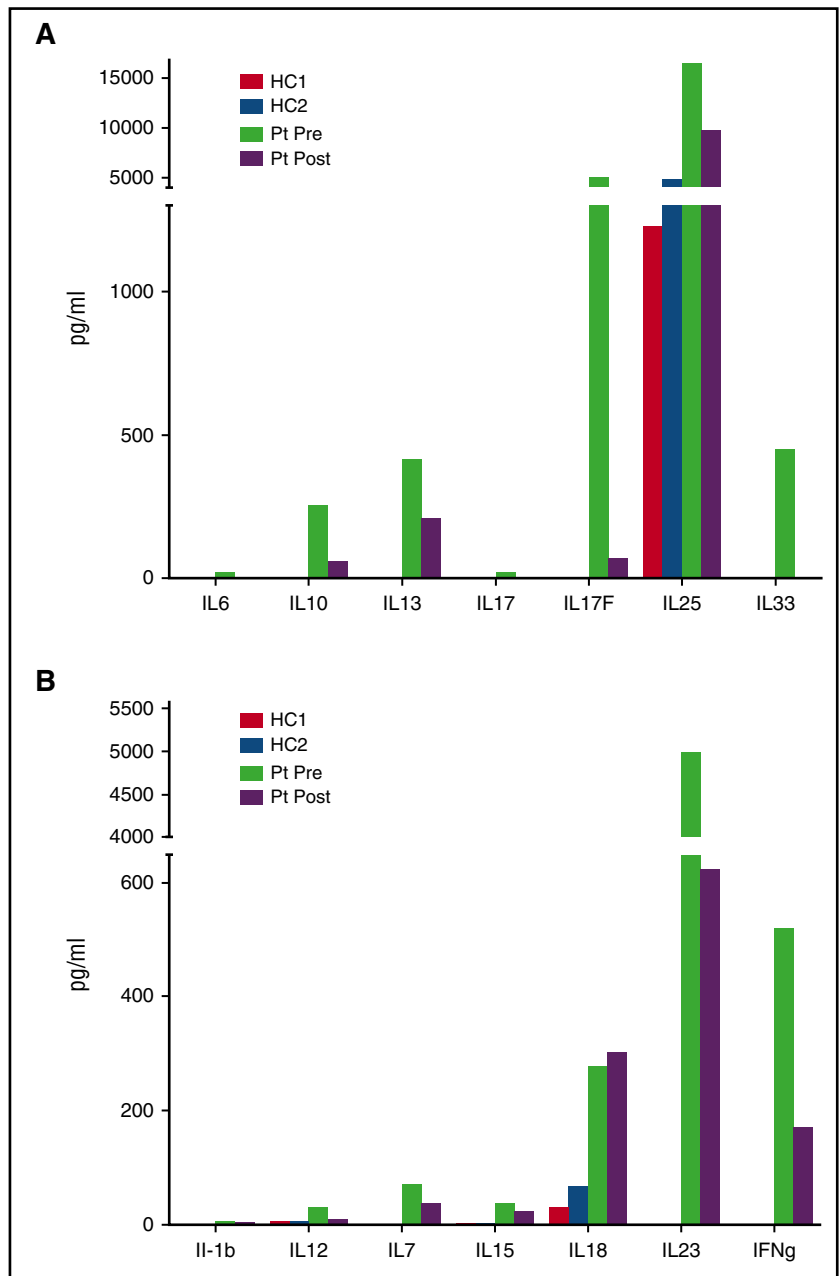 A
15000
10000
5000
1000
500
0
pg/ml
HC1
HC2
Pt Pre
Pt Post
IL6 IL10 IL13 IL17 IL17F IL25 IL33
B
5500
5000
4500
4000
600
400
200
0
pg/ml
HC1
HC2
Pt Pre
Pt Post
Il-1b IL12 IL7 IL15 IL18 IL23 IFNg